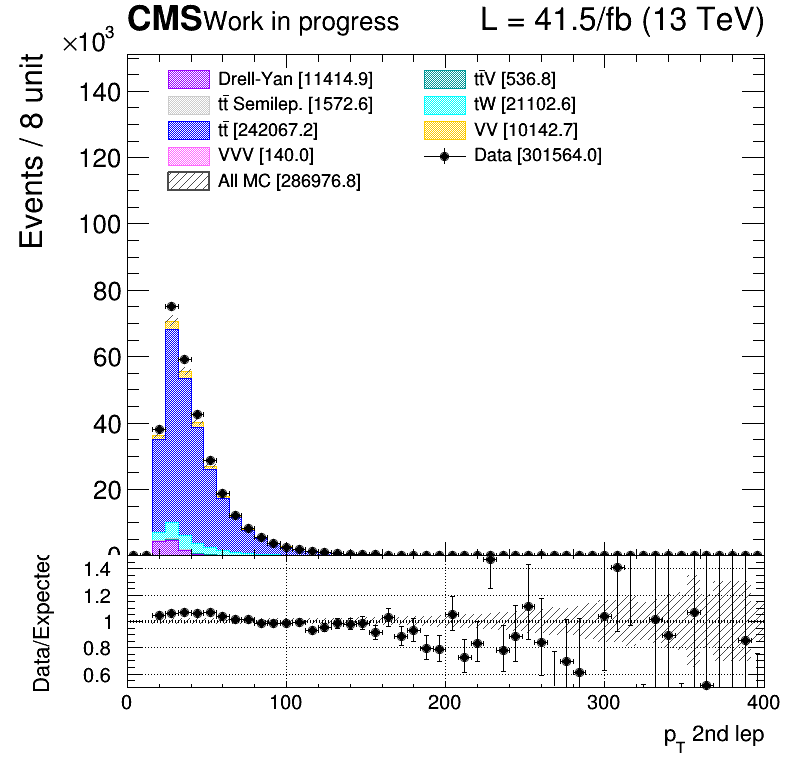 CMS Work in progress L = 41.5/fb (13 TeV)
×10³
Events / 8 unit
140
120
100
80
60
40
20
0
Drell-Yan [11414.9]
tt̄ Semilep. [1572.6]
tt̄ [242067.2]
VVV [140.0]
All MC [286976.8]
tt̄V [536.8]
tW [21102.6]
VV [10142.7]
Data [301564.0]
Data/Expected
1.4
1.2
1
0.8
0.6
0 100 200 300 400
p_T 2nd lep